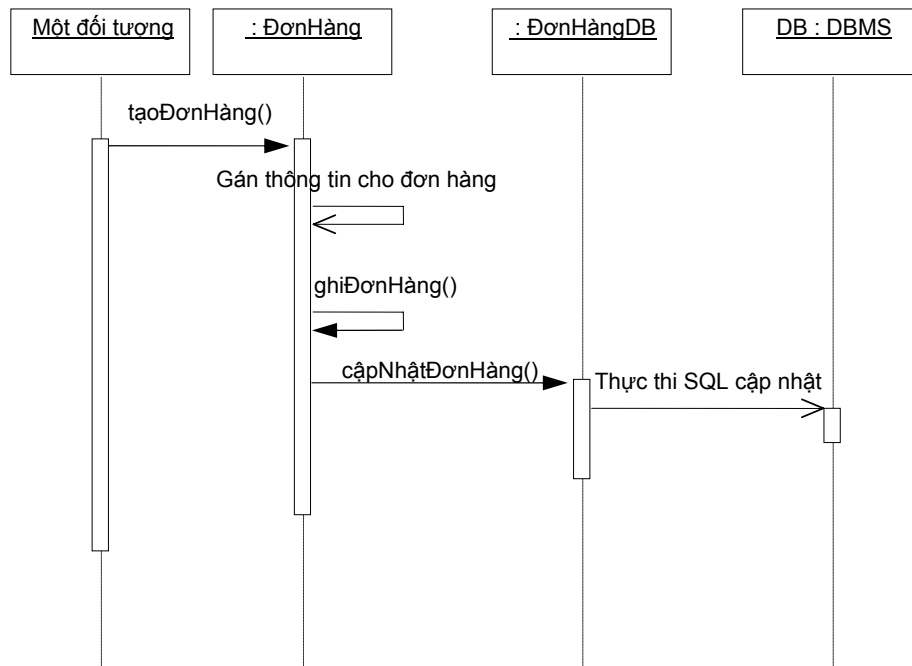 Một đối tượng
: ĐơnHàng
: ĐơnHàngDB
DB : DBMS
tạoĐơnHàng()
Gán thông tin cho đơn hàng
ghiĐơnHàng()
cậpNhậtĐơnHàng()
Thực thi SQL cập nhật